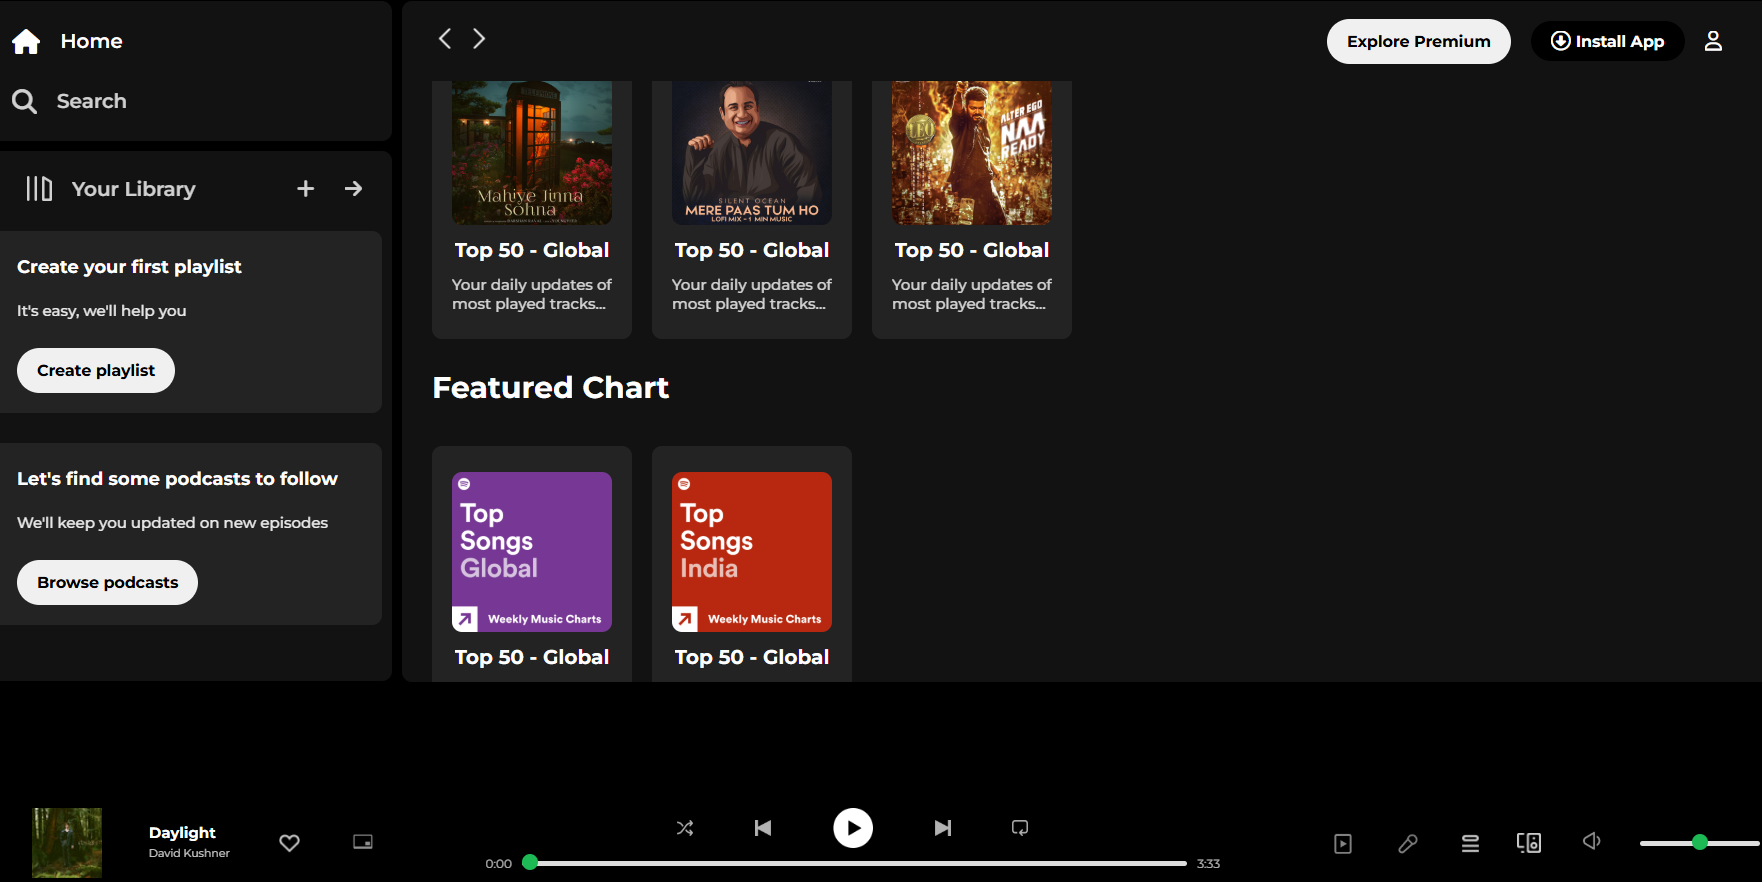 Home
Search
Your Library
Create your first playlist
It's easy, we'll help you
Create playlist
Let's find some podcasts to follow
We'll keep you updated on new episodes
Browse podcasts
Explore Premium
Install App
Mahiye Jinna
Sohna
SILENT OCEAN
MERE PAAS TUM HO
LOFI MIX - 1 MIN MUSIC
LEO
ALTER EGO
NAA
READY
Top 50 - Global
Your daily updates of
most played tracks...
Top 50 - Global
Your daily updates of
most played tracks...
Top 50 - Global
Your daily updates of
most played tracks...
Featured Chart
Top
Songs
Global
Weekly Music Charts
Top 50 - Global
Top
Songs
India
Weekly Music Charts
Top 50 - Global
Daylight
David Kushner
0:00
3:33